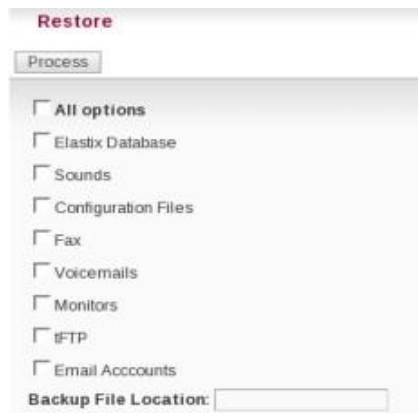 Restore
Process
All options
Elastix Database
Sounds
Configuration Files
Fax
Voicemails
Monitors
tFTP
Email Acccounts
Backup File Location: